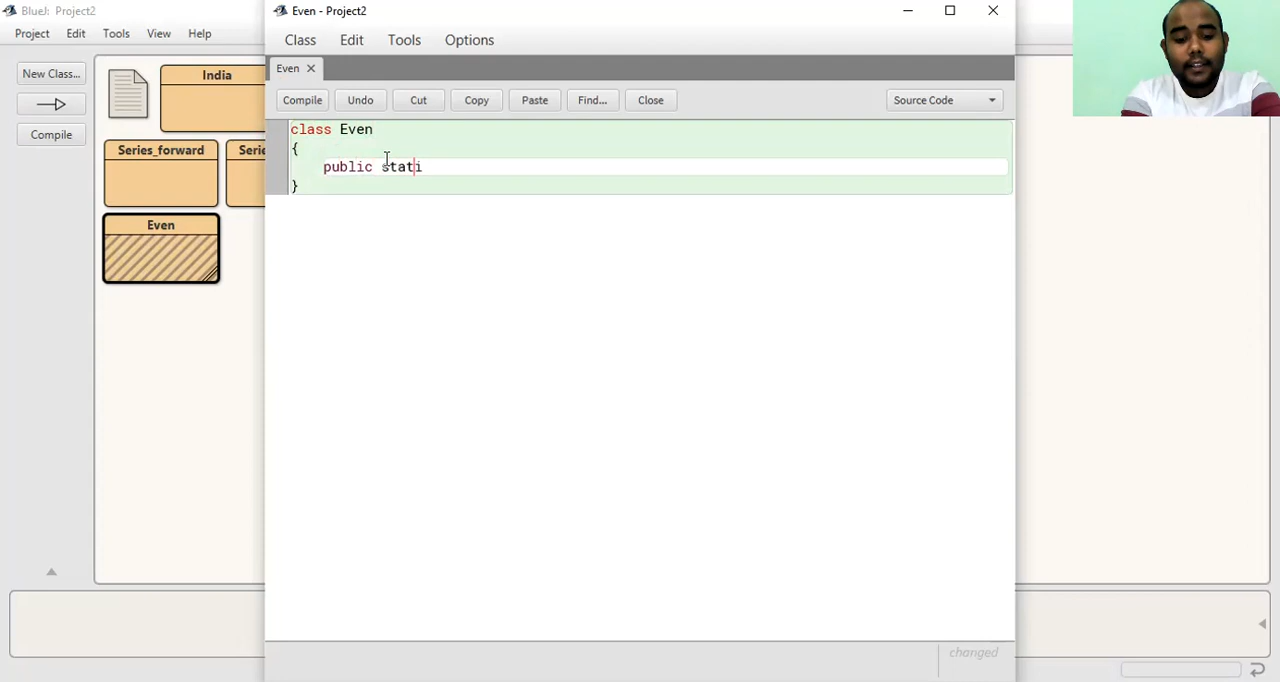 BlueJ: Project2
Project Edit Tools View Help
New Class...
Compile
India
Series_forward
Serie
Even
Even - Project2
Class Edit Tools Options
Even
Compile Undo Cut Copy Paste Find... Close Source Code
class Even
{
public stati
}
changed